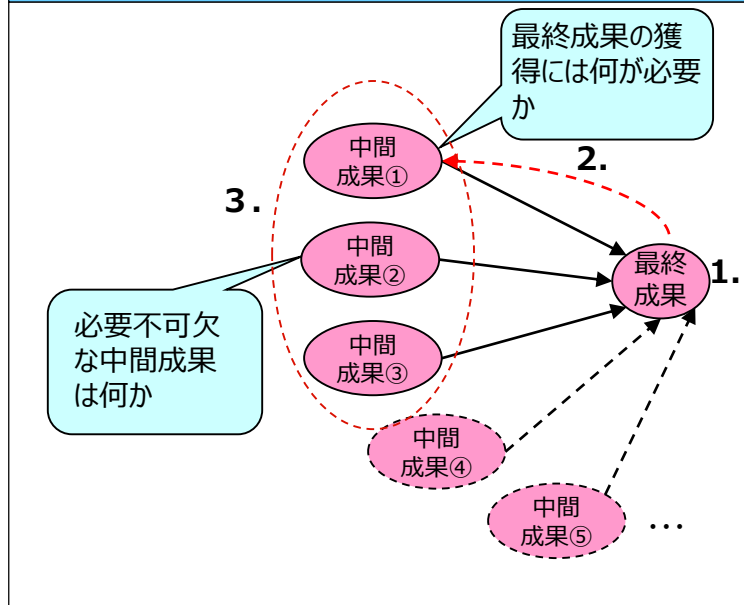 最終成果の獲
得には何が必要
か
2.
中間
成果①
3.
中間
成果②
最終
成果
1.
必要不可欠
な中間成果
は何か
中間
成果③
中間
成果④
中間
成果⑤
...